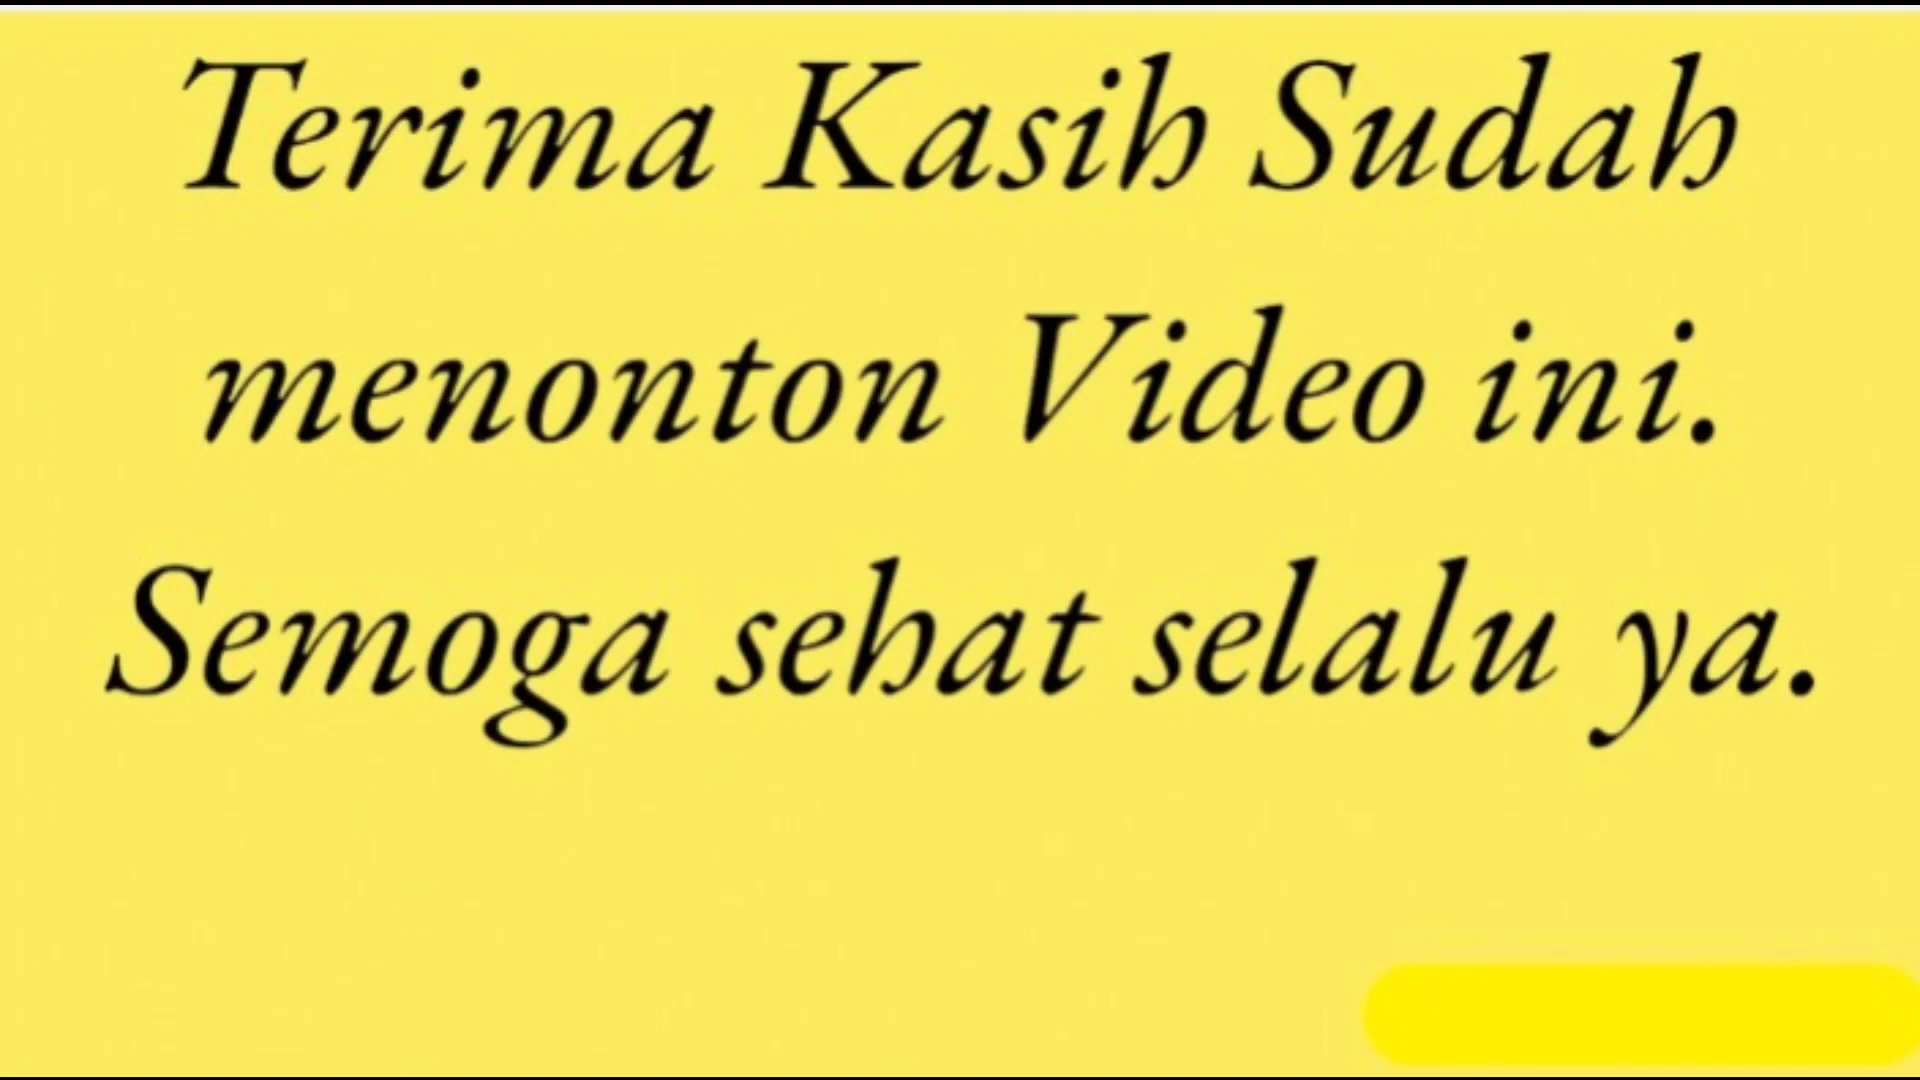 Terima Kasih Sudah
menonton Video ini.
Semoga sehat selalu ya.